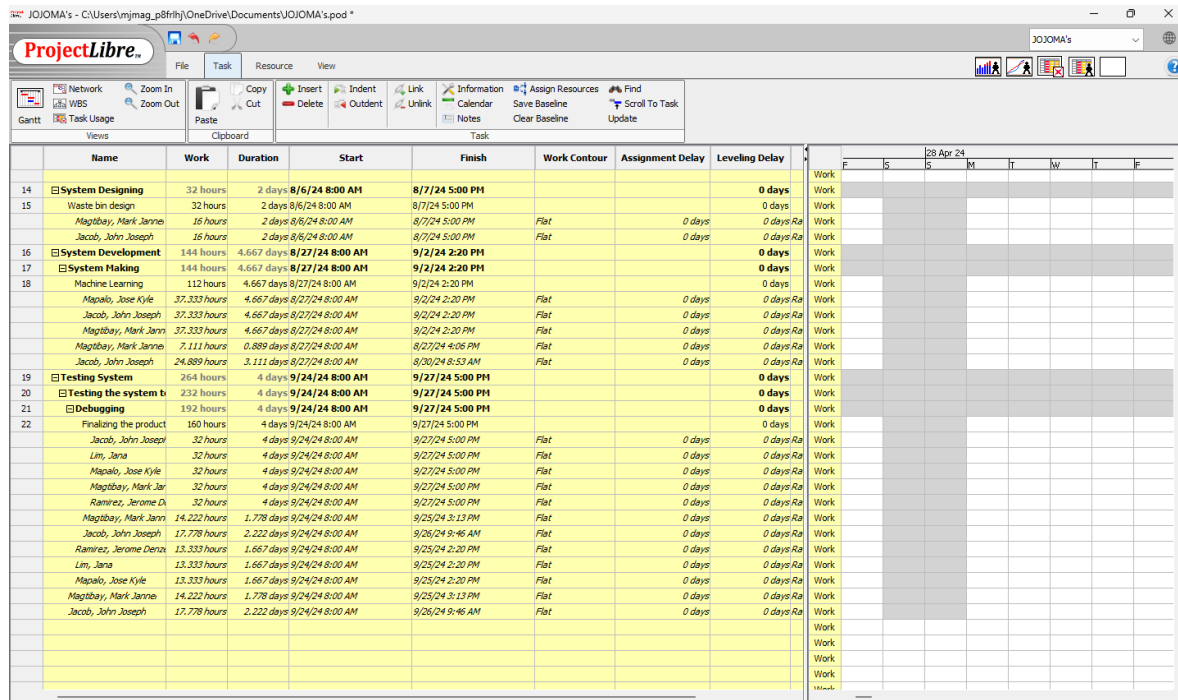 JOJOMA's - C:\Users\mjmag_p8frlhj\OneDrive\Documents\JOJOMA's.pod *
ProjectLibre
JOJOMA's
File Task Resource View
Network Zoom In Copy Insert Indent Link Information Assign Resources Find
WBS Zoom Out Cut Delete Outdent Unlink Calendar Save Baseline Scroll To Task
Gantt Task Usage Paste Notes Clear Baseline Update
Views Clipboard Task
Name Work Duration Start Finish Work Contour Assignment Delay Leveling Delay 28 Apr 24
F S S M T W T F
Work
14 System Designing 32 hours 2 days 8/6/24 8:00 AM 8/7/24 5:00 PM 0 days Work
15 Waste bin design 32 hours 2 days 8/6/24 8:00 AM 8/7/24 5:00 PM 0 days Work
Magtibay, Mark Jannel 16 hours 2 days 8/6/24 8:00 AM 8/7/24 5:00 PM Flat 0 days 0 days Ra Work
Jacob, John Joseph 16 hours 2 days 8/6/24 8:00 AM 8/7/24 5:00 PM Flat 0 days 0 days Ra Work
16 System Development 144 hours 4.667 days 8/27/24 8:00 AM 9/2/24 2:20 PM 0 days Work
17 System Making 144 hours 4.667 days 8/27/24 8:00 AM 9/2/24 2:20 PM 0 days Work
18 Machine Learning 112 hours 4.667 days 8/27/24 8:00 AM 9/2/24 2:20 PM 0 days Work
Mapalo, Jose Kyle 37.333 hours 4.667 days 8/27/24 8:00 AM 9/2/24 2:20 PM Flat 0 days 0 days Ra Work
Jacob, John Joseph 37.333 hours 4.667 days 8/27/24 8:00 AM 9/2/24 2:20 PM Flat 0 days 0 days Ra Work
Magtibay, Mark Jann 37.333 hours 4.667 days 8/27/24 8:00 AM 9/2/24 2:20 PM Flat 0 days 0 days Ra Work
Magtibay, Mark Jannel 7.111 hours 0.889 days 8/27/24 8:00 AM 8/27/24 4:06 PM Flat 0 days 0 days Ra Work
Jacob, John Joseph 24.889 hours 3.111 days 8/27/24 8:00 AM 8/30/24 8:53 AM Flat 0 days 0 days Ra Work
19 Testing System 264 hours 4 days 9/24/24 8:00 AM 9/27/24 5:00 PM 0 days Work
20 Testing the system to 232 hours 4 days 9/24/24 8:00 AM 9/27/24 5:00 PM 0 days Work
21 Debugging 192 hours 4 days 9/24/24 8:00 AM 9/27/24 5:00 PM 0 days Work
22 Finalizing the product 160 hours 4 days 9/24/24 8:00 AM 9/27/24 5:00 PM 0 days Work
Jacob, John Joseph 32 hours 4 days 9/24/24 8:00 AM 9/27/24 5:00 PM Flat 0 days 0 days Ra Work
Lim, Jana 32 hours 4 days 9/24/24 8:00 AM 9/27/24 5:00 PM Flat 0 days 0 days Ra Work
Mapalo, Jose Kyle 32 hours 4 days 9/24/24 8:00 AM 9/27/24 5:00 PM Flat 0 days 0 days Ra Work
Magtibay, Mark Jar 32 hours 4 days 9/24/24 8:00 AM 9/27/24 5:00 PM Flat 0 days 0 days Ra Work
Ramirez, Jerome D 32 hours 4 days 9/24/24 8:00 AM 9/27/24 5:00 PM Flat 0 days 0 days Ra Work
Magtibay, Mark Jann 14.222 hours 1.778 days 9/24/24 8:00 AM 9/25/24 3:13 PM Flat 0 days 0 days Ra Work
Jacob, John Joseph 17.778 hours 2.222 days 9/24/24 8:00 AM 9/26/24 9:46 AM Flat 0 days 0 days Ra Work
Ramirez, Jerome Denze 13.333 hours 1.667 days 9/24/24 8:00 AM 9/25/24 2:20 PM Flat 0 days 0 days Ra Work
Lim, Jana 13.333 hours 1.667 days 9/24/24 8:00 AM 9/25/24 2:20 PM Flat 0 days 0 days Ra Work
Mapalo, Jose Kyle 13.333 hours 1.667 days 9/24/24 8:00 AM 9/25/24 2:20 PM Flat 0 days 0 days Ra Work
Magtibay, Mark Jannel 14.222 hours 1.778 days 9/24/24 8:00 AM 9/25/24 3:13 PM Flat 0 days 0 days Ra Work
Jacob, John Joseph 17.778 hours 2.222 days 9/24/24 8:00 AM 9/26/24 9:46 AM Flat 0 days 0 days Ra Work
Work
Work
Work
Work
Work